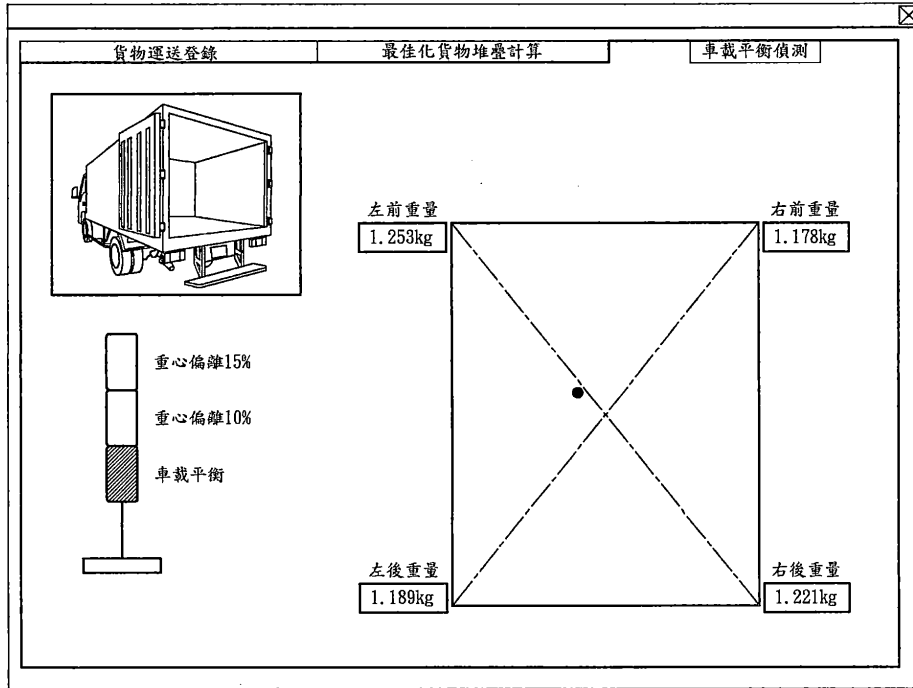 貨物運送登錄
最佳化貨物堆疊計算
車載平衡偵測
左前重量
1.253kg
右前重量
1.178kg
重心偏離15%
重心偏離10%
車載平衡
左後重量
1.189kg
右後重量
1.221kg